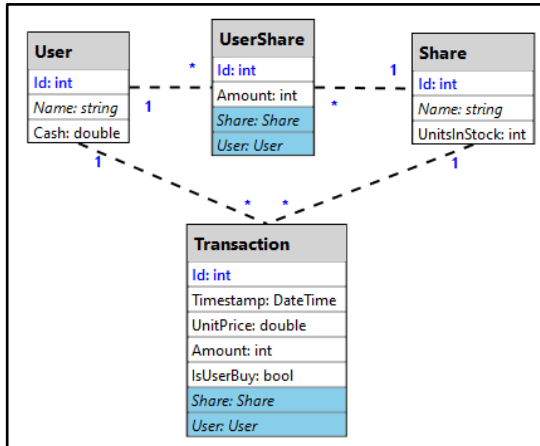 User
Id: int
Name: string
Cash: double
1
*
UserShare
Id: int
Amount: int
Share: Share
User: User
1
*
Share
Id: int
Name: string
UnitsInStock: int
1
*
*
1
Transaction
Id: int
Timestamp: DateTime
UnitPrice: double
Amount: int
IsUserBuy: bool
Share: Share
User: User